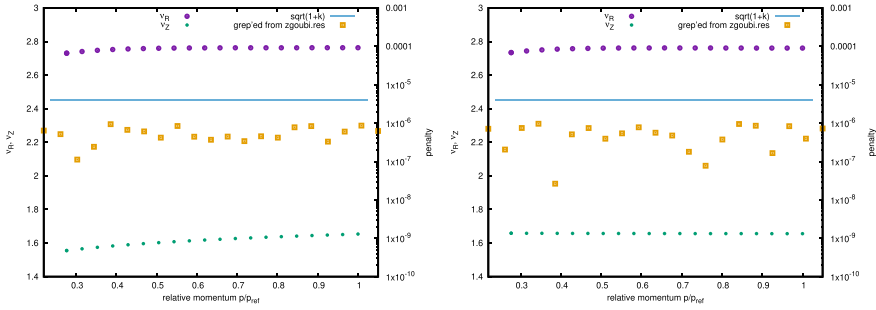 ν_R
ν_Z
sqrt(1+k)
grep'ed from zgoubi.res
3
2.8
2.6
2.4
2.2
2
1.8
1.6
1.4
ν_R, ν_Z
0.001
0.0001
1x10^-5
1x10^-6
1x10^-7
1x10^-8
1x10^-9
1x10^-10
penalty
0.3 0.4 0.5 0.6 0.7 0.8 0.9 1
relative momentum p/p_ref
ν_R
ν_Z
sqrt(1+k)
grep'ed from zgoubi.res
3
2.8
2.6
2.4
2.2
2
1.8
1.6
1.4
ν_R, ν_Z
0.001
0.0001
1x10^-5
1x10^-6
1x10^-7
1x10^-8
1x10^-9
1x10^-10
penalty
0.3 0.4 0.5 0.6 0.7 0.8 0.9 1
relative momentum p/p_ref